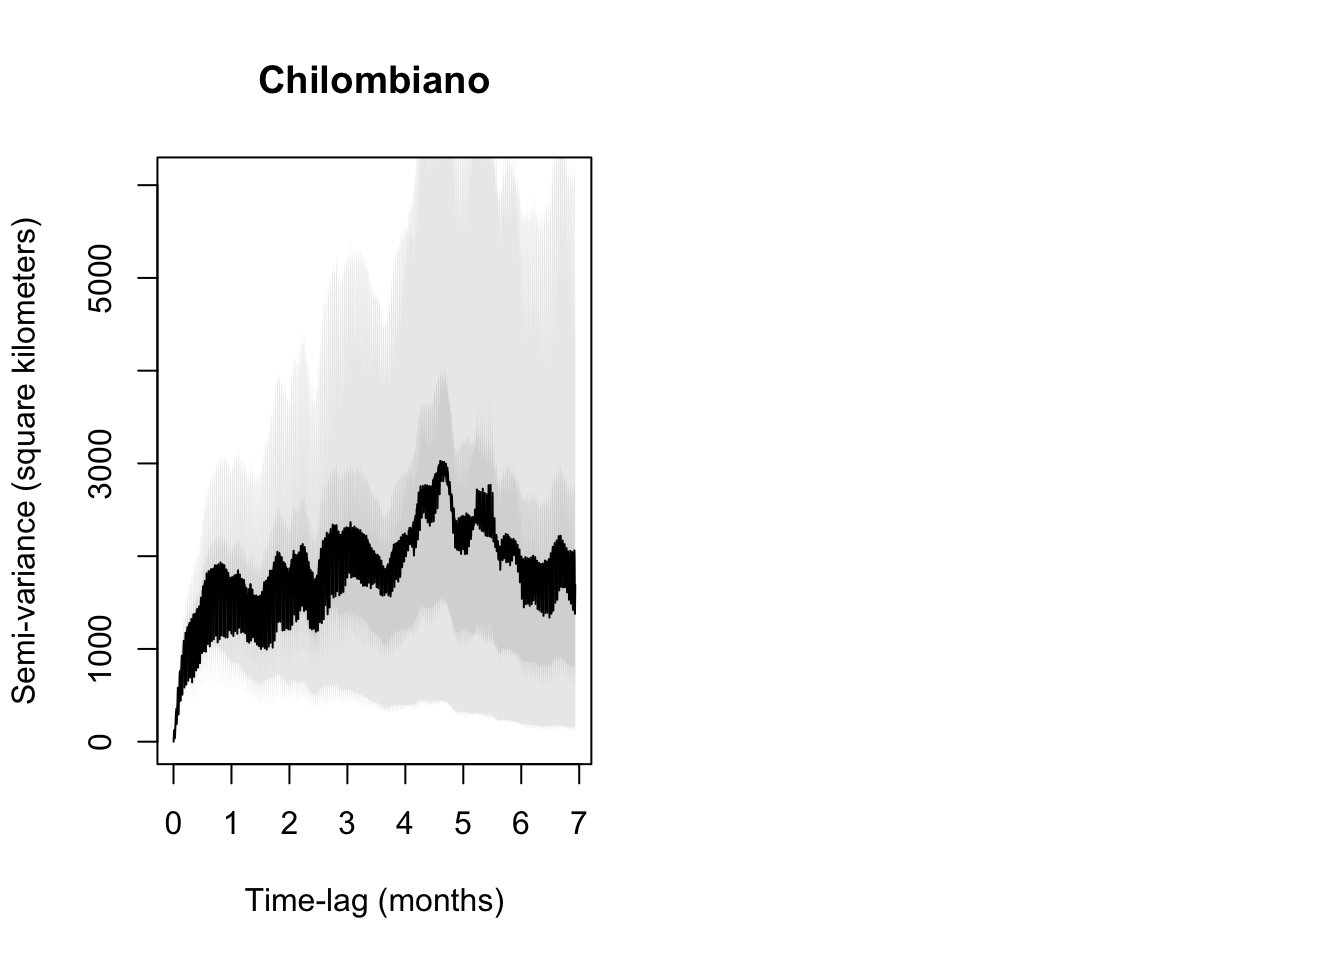 Chilombiano
Semi-variance (square kilometers)
5000
3000
1000
0
0 1 2 3 4 5 6 7
Time-lag (months)